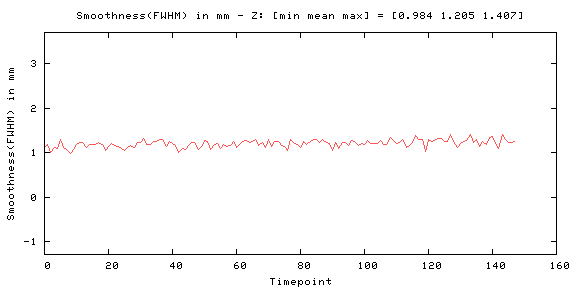 Smoothness(FWHM) in mm - Z: [min mean max] = [0.984 1.205 1.407]
Smoothness(FWHM) in mm
3
2
1
0
-1
0 20 40 60 80 100 120 140 160
Timepoint